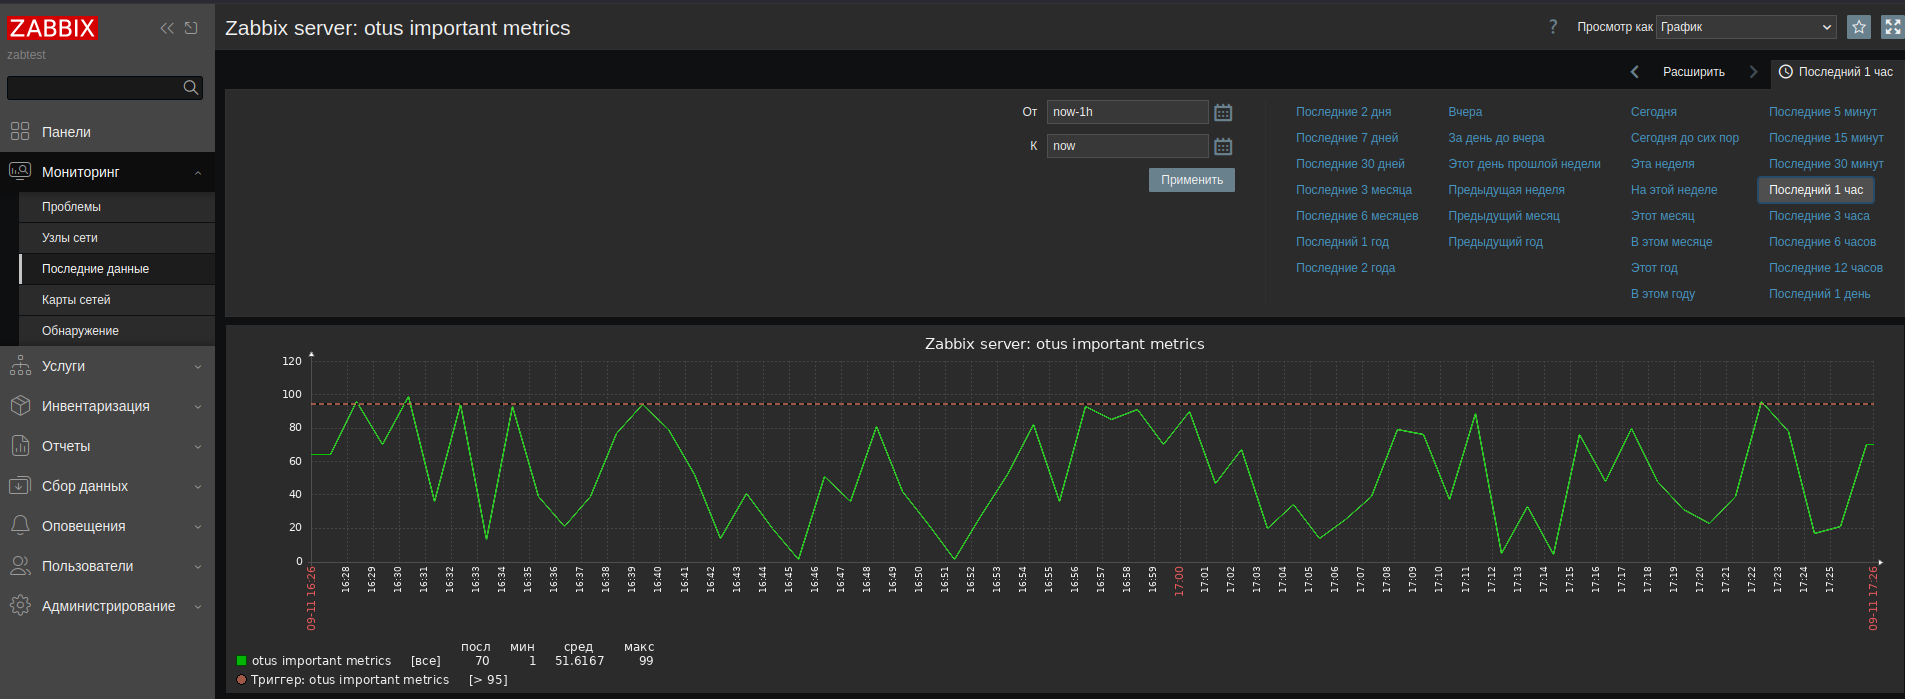 ZABBIX
zabtest
Панели
Мониторинг
Проблемы
Узлы сети
Последние данные
Карты сетей
Обнаружение
Услуги
Инвентаризация
Отчеты
Сбор данных
Оповещения
Пользователи
Администрирование
Zabbix server: otus important metrics
? Просмотр как График
Расширить Последний 1 час
От now-1h
К now
Применить
Последние 2 дня Вчера Сегодня Последние 5 минут
Последние 7 дней За день до вчера Сегодня до сих пор Последние 15 минут
Последние 30 дней Этот день прошлой недели Эта неделя Последние 30 минут
Последние 3 месяца Предыдущая неделя На этой неделе Последний 1 час
Последние 6 месяцев Предыдущий месяц Этот месяц Последние 3 часа
Последний 1 год Предыдущий год В этом месяце Последние 6 часов
Последние 2 года Этот год Последние 12 часов
В этом году Последний 1 день
Zabbix server: otus important metrics
120
100
80
60
40
20
0
09-11 16:26 16:28 16:29 16:30 16:31 16:32 16:33 16:34 16:35 16:36 16:37 16:38 16:39 16:40 16:41 16:42 16:43 16:44 16:45 16:46 16:47 16:48 16:49 16:50 16:51 16:52 16:53 16:54 16:55 16:56 16:57 16:58 16:59 17:00 17:01 17:02 17:03 17:04 17:05 17:06 17:07 17:08 17:09 17:10 17:11 17:12 17:13 17:14 17:15 17:16 17:17 17:18 17:19 17:20 17:21 17:22 17:23 17:24 17:25 09-11 17:26
посл мин сред макс
otus important metrics [все] 70 1 51.6167 99
Триггер: otus important metrics [> 95]